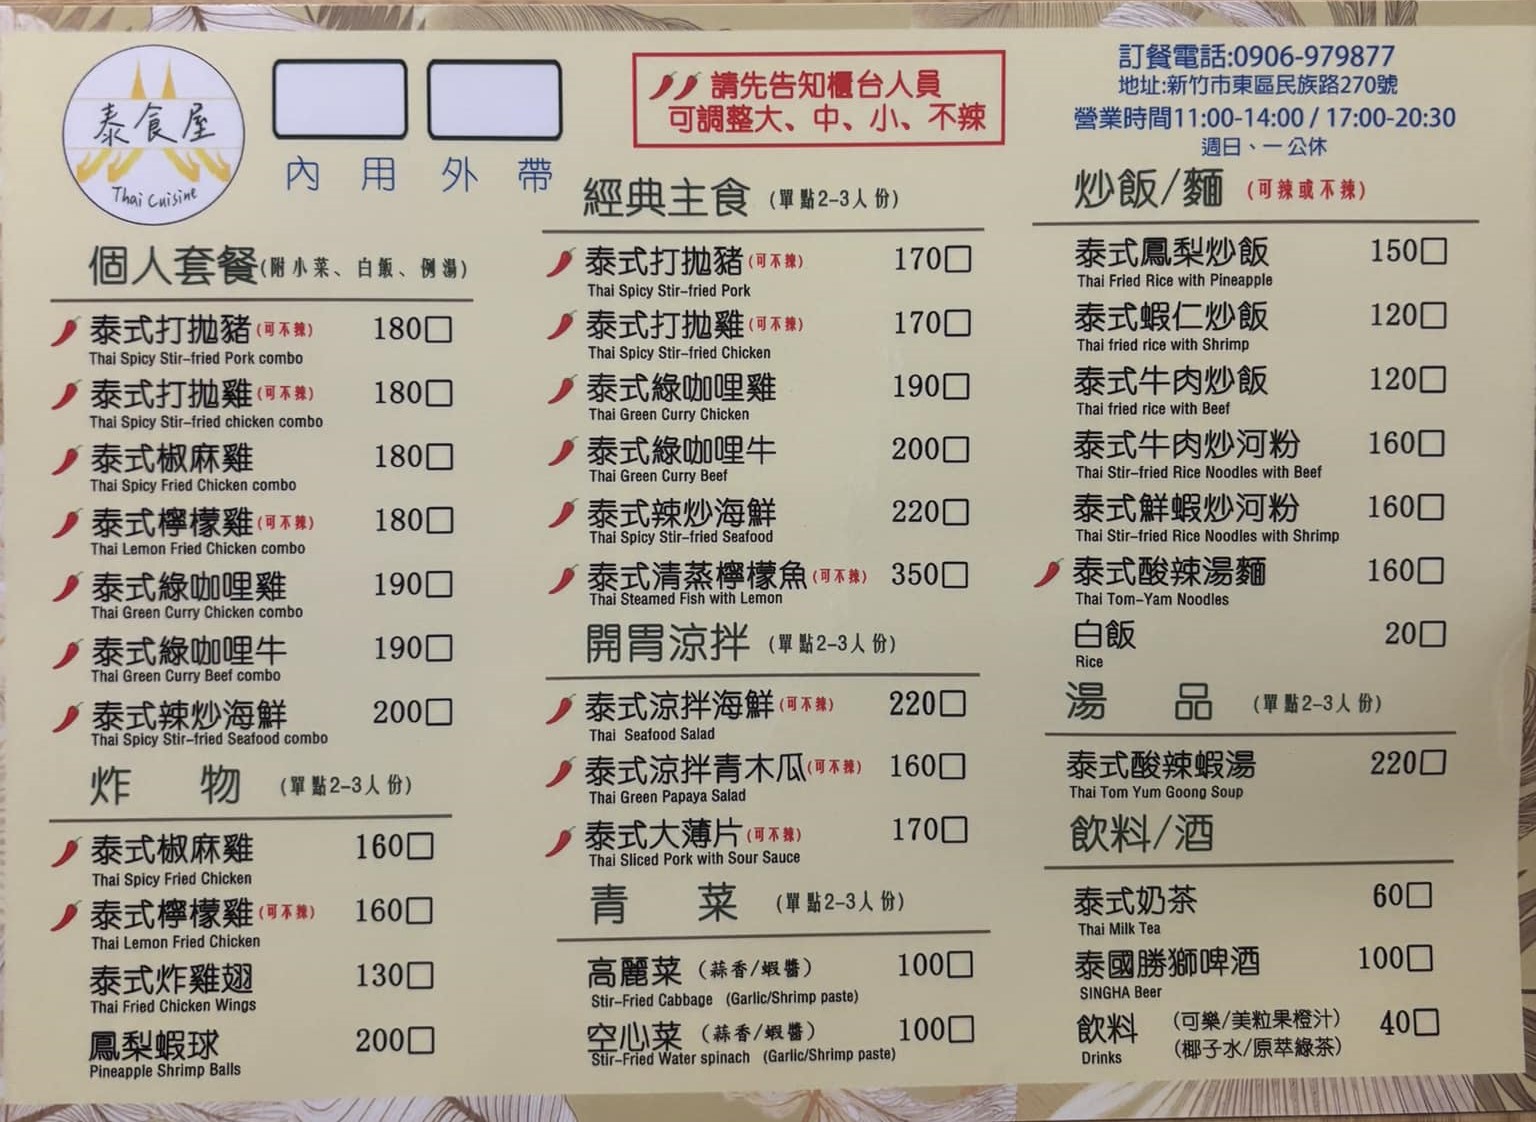 泰食屋
Thai Cuisine
內用 外帶
請先告知櫃台人員
可調整大、中、小、不辣
訂餐電話:0906-979877
地址:新竹市東區民族路270號
營業時間11:00-14:00 / 17:00-20:30
週日、一 公休
個人套餐(附小菜、白飯、例湯)
泰式打拋豬(可不辣) 180
Thai Spicy Stir-fried Pork combo
泰式打拋雞(可不辣) 180
Thai Spicy Stir-fried chicken combo
泰式椒麻雞 180
Thai Spicy Fried Chicken combo
泰式檸檬雞(可不辣) 180
Thai Lemon Fried Chicken combo
泰式綠咖哩雞 190
Thai Green Curry Chicken combo
泰式綠咖哩牛 190
Thai Green Curry Beef combo
泰式辣炒海鮮 200
Thai Spicy Stir-fried Seafood combo
炸物 (單點2-3人份)
泰式椒麻雞 160
Thai Spicy Fried Chicken
泰式檸檬雞(可不辣) 160
Thai Lemon Fried Chicken
泰式炸雞翅 130
Thai Fried Chicken Wings
鳳梨蝦球 200
Pineapple Shrimp Balls
經典主食 (單點2-3人份)
泰式打拋豬(可不辣) 170
Thai Spicy Stir-fried Pork
泰式打拋雞(可不辣) 170
Thai Spicy Stir-fried Chicken
泰式綠咖哩雞 190
Thai Green Curry Chicken
泰式綠咖哩牛 200
Thai Green Curry Beef
泰式辣炒海鮮 220
Thai Spicy Stir-fried Seafood
泰式清蒸檸檬魚(可不辣) 350
Thai Steamed Fish with Lemon
開胃涼拌 (單點2-3人份)
泰式涼拌海鮮(可不辣) 220
Thai Seafood Salad
泰式涼拌青木瓜(可不辣) 160
Thai Green Papaya Salad
泰式大薄片(可不辣) 170
Thai Sliced Pork with Sour Sauce
青菜 (單點2-3人份)
高麗菜 (蒜香/蝦醬) 100
Stir-Fried Cabbage (Garlic/Shrimp paste)
空心菜 (蒜香/蝦醬) 100
Stir-Fried Water spinach (Garlic/Shrimp paste)
炒飯/麵 (可辣或不辣)
泰式鳳梨炒飯 150
Thai Fried Rice with Pineapple
泰式蝦仁炒飯 120
Thai fried rice with Shrimp
泰式牛肉炒飯 120
Thai fried rice with Beef
泰式牛肉炒河粉 160
Thai Stir-fried Rice Noodles with Beef
泰式鮮蝦炒河粉 160
Thai Stir-fried Rice Noodles with Shrimp
泰式酸辣湯麵 160
Thai Tom-Yam Noodles
白飯 20
Rice
湯品 (單點2-3人份)
泰式酸辣蝦湯 220
Thai Tom Yum Goong Soup
飲料/酒
泰式奶茶 60
Thai Milk Tea
泰國勝獅啤酒 100
SINGHA Beer
飲料 (可樂/美粒果橙汁) 40
Drinks (椰子水/原萃綠茶)